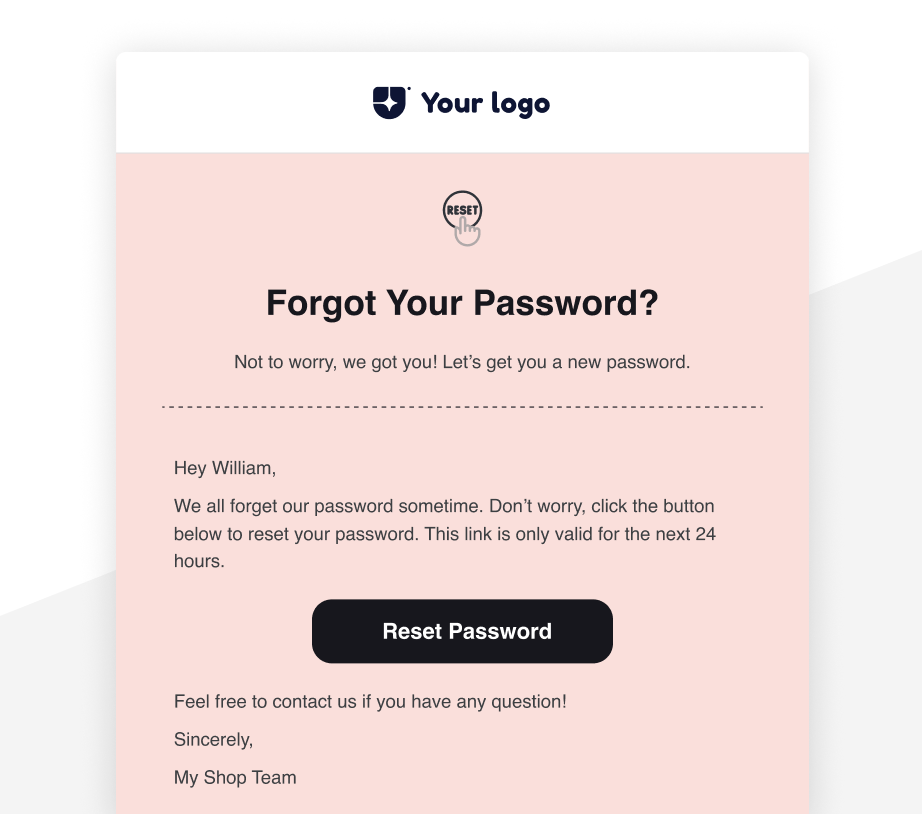 Your logo
RESET
Forgot Your Password?
Not to worry, we got you! Let’s get you a new password.
Hey William,
We all forget our password sometime. Don’t worry, click the button
below to reset your password. This link is only valid for the next 24
hours.
Reset Password
Feel free to contact us if you have any question!
Sincerely,
My Shop Team